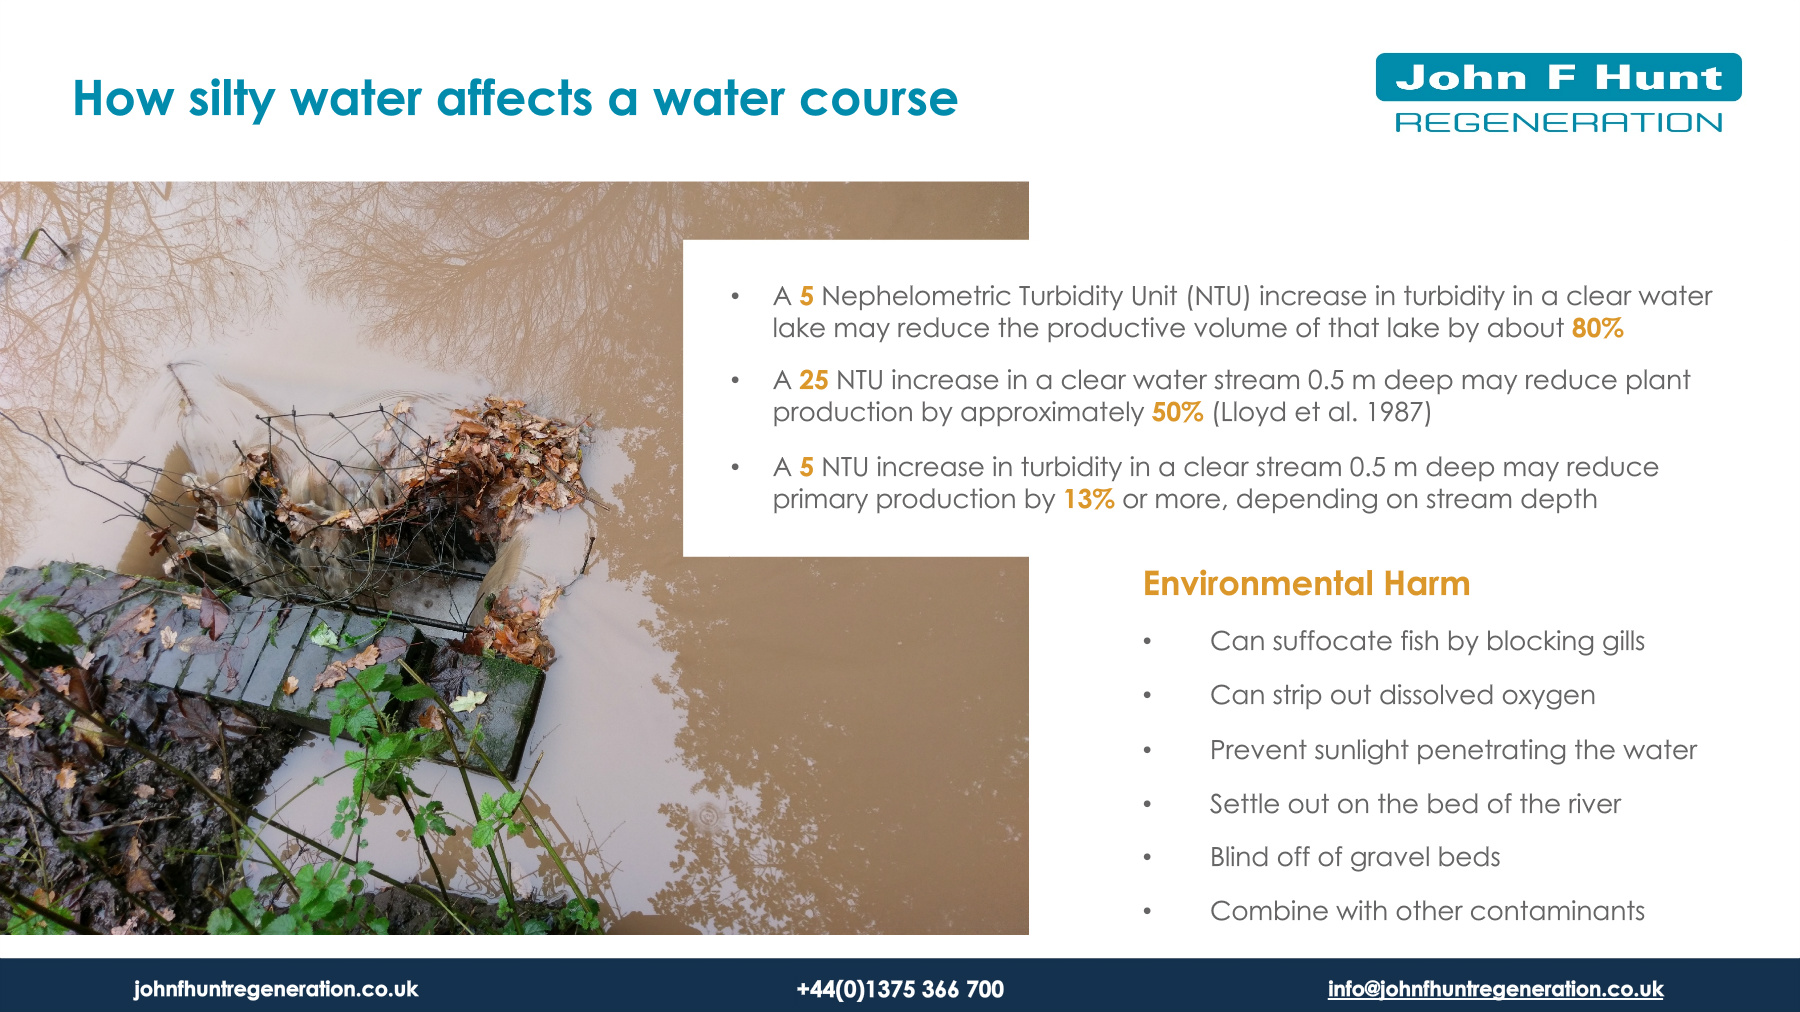 How silty water affects a water course
John F Hunt
REGENERATION
• A 5 Nephelometric Turbidity Unit (NTU) increase in turbidity in a clear water
lake may reduce the productive volume of that lake by about 80%
• A 25 NTU increase in a clear water stream 0.5 m deep may reduce plant
production by approximately 50% (Lloyd et al. 1987)
• A 5 NTU increase in turbidity in a clear stream 0.5 m deep may reduce
primary production by 13% or more, depending on stream depth
Environmental Harm
• Can suffocate fish by blocking gills
• Can strip out dissolved oxygen
• Prevent sunlight penetrating the water
• Settle out on the bed of the river
• Blind off of gravel beds
• Combine with other contaminants
johnfhuntregeneration.co.uk
+44(0)1375 366 700
info@johnfhuntregeneration.co.uk